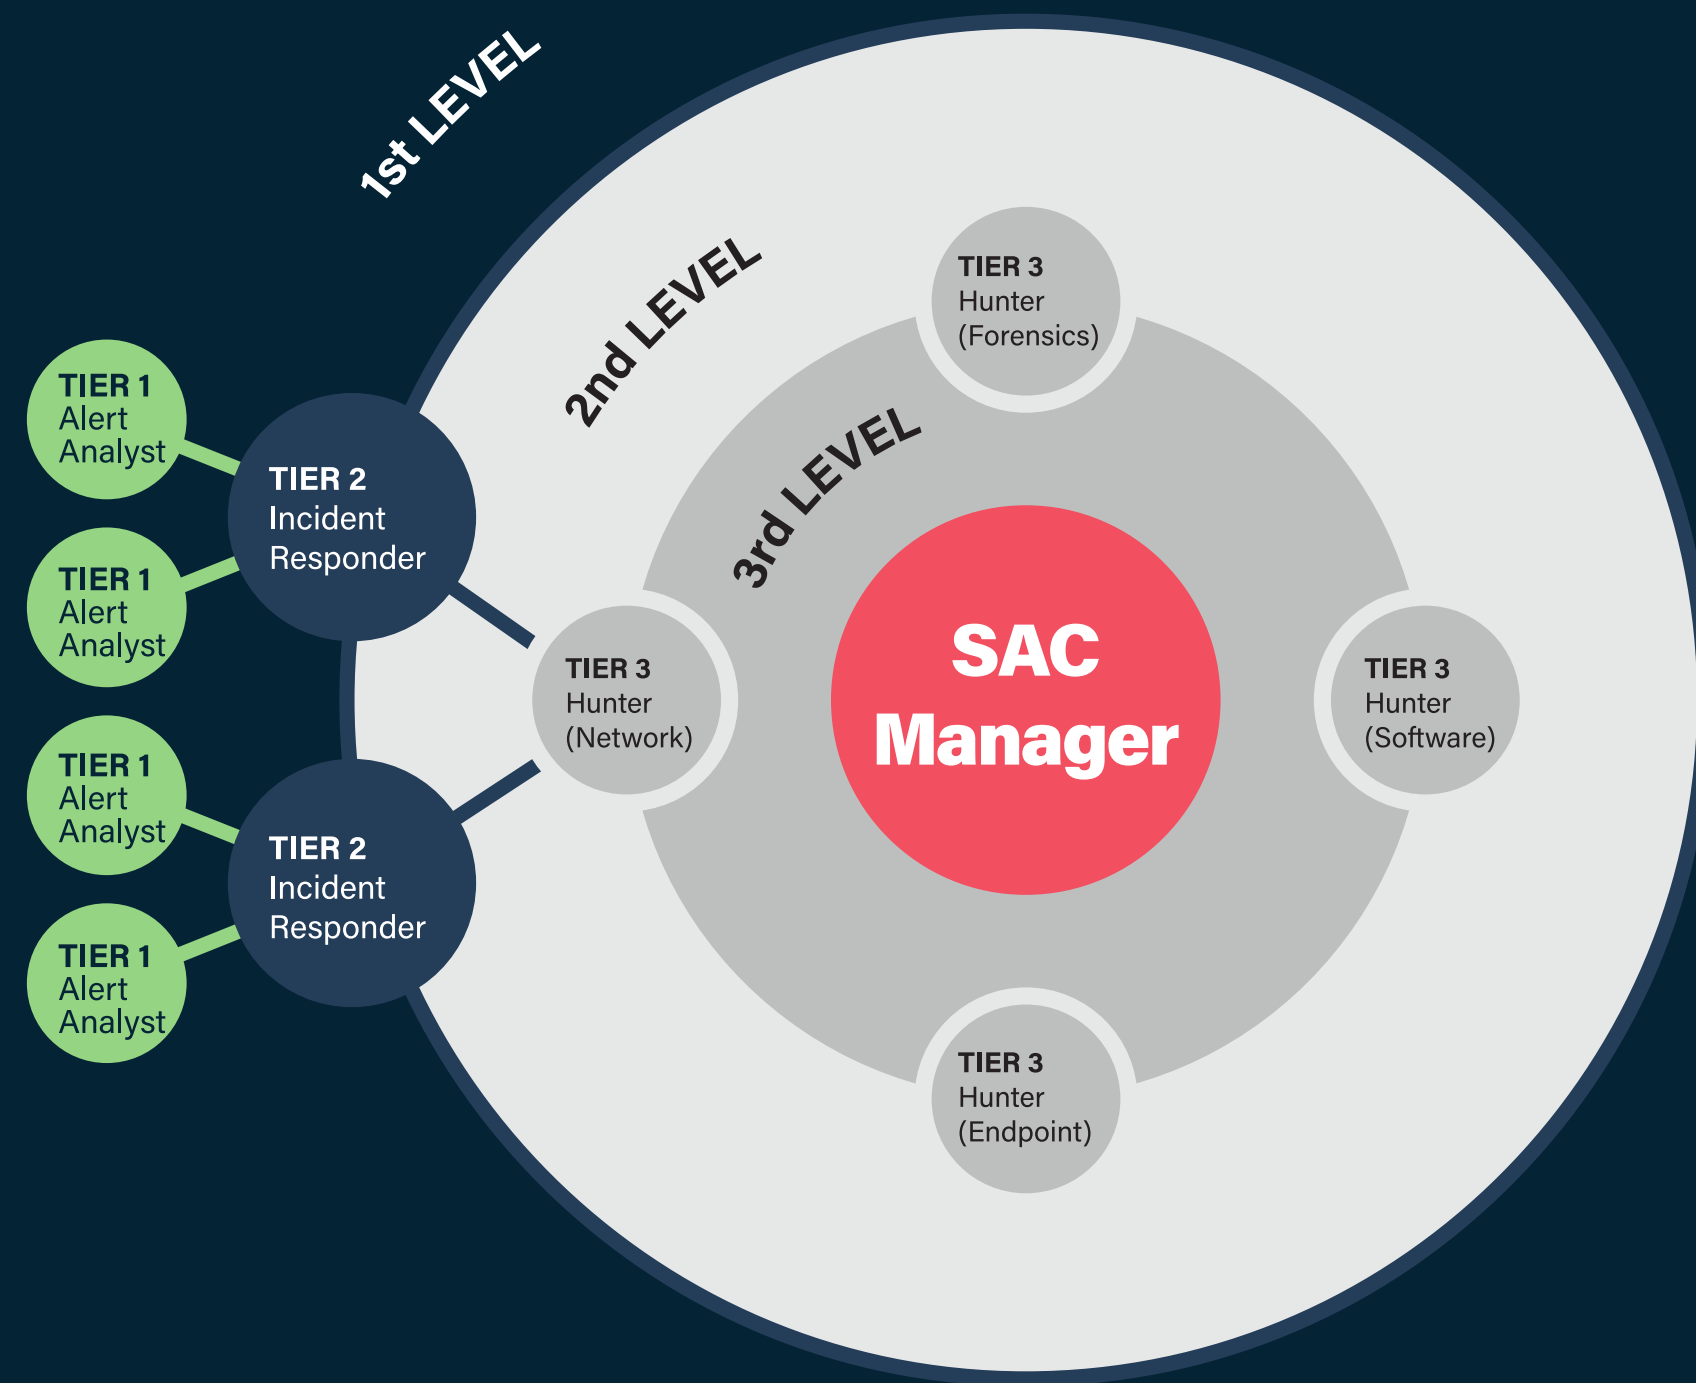 1st LEVEL
2nd LEVEL
3rd LEVEL
TIER 1
Alert
Analyst
TIER 1
Alert
Analyst
TIER 1
Alert
Analyst
TIER 1
Alert
Analyst
TIER 2
Incident
Responder
TIER 2
Incident
Responder
TIER 3
Hunter
(Forensics)
TIER 3
Hunter
(Network)
SAC
Manager
TIER 3
Hunter
(Software)
TIER 3
Hunter
(Endpoint)